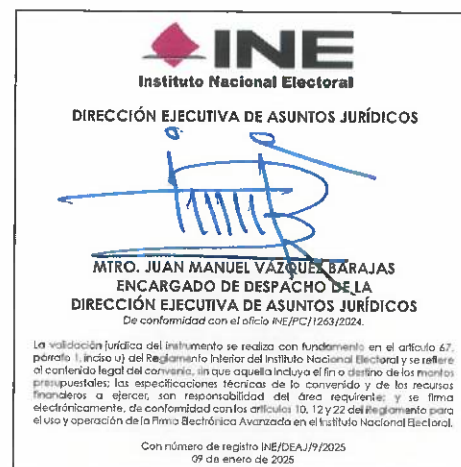 INE
Instituto Nacional Electoral
DIRECCIÓN EJECUTIVA DE ASUNTOS JURÍDICOS
MTRO. JUAN MANUEL VÁZQUEZ BARAJAS
ENCARGADO DE DESPACHO DE LA
DIRECCIÓN EJECUTIVA DE ASUNTOS JURÍDICOS
De conformidad con el oficio INE/PC/1263/2024.
La validación jurídica del instrumento se realiza con fundamento en el artículo 67,
párrafo 1, inciso u) del Reglamento Interior del Instituto Nacional Electoral y se refiere
al contenido legal del convenio, sin que aquella incluya el fin o destino de los montos
presupuestales; las especificaciones técnicas de lo convenido y de los recursos
financieros a ejercer, son responsabilidad del área requirente; y se firma
electrónicamente, de conformidad con los artículos 10, 12 y 22 del Reglamento para
el uso y operación de la Firma Electrónica Avanzada en el Instituto Nacional Electoral.
Con número de registro INE/DEAJ/9/2025
09 de enero de 2025